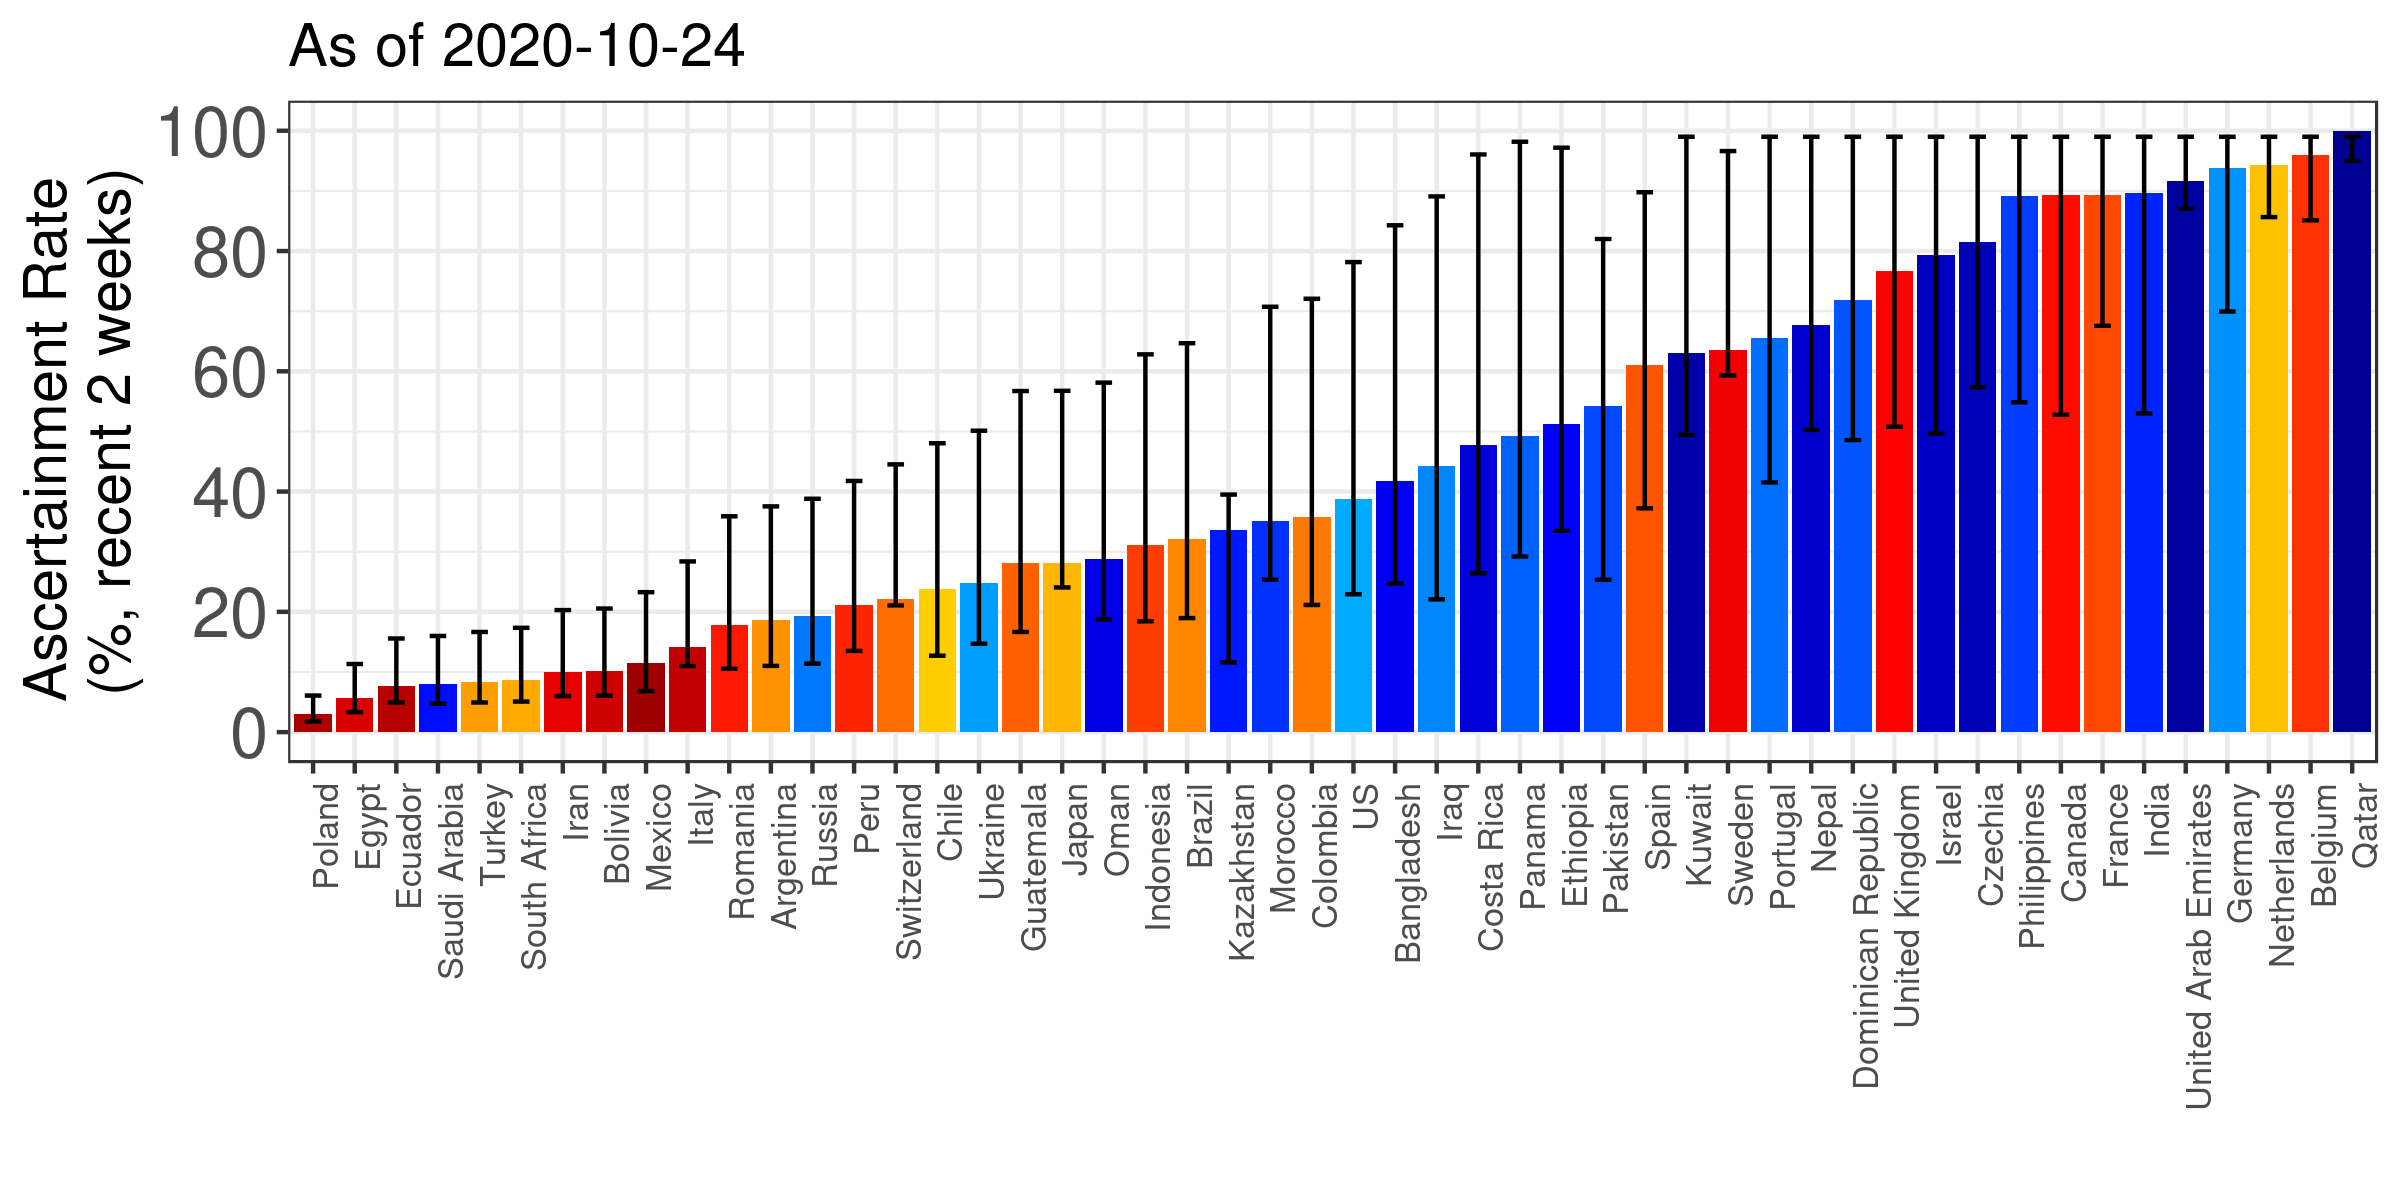 As of 2020-10-24
Ascertainment Rate
(%, recent 2 weeks)
100
80
60
40
20
0
Poland
Egypt
Ecuador
Saudi Arabia
Turkey
South Africa
Iran
Bolivia
Mexico
Italy
Romania
Argentina
Russia
Peru
Switzerland
Chile
Ukraine
Guatemala
Japan
Oman
Indonesia
Brazil
Kazakhstan
Morocco
Colombia
US
Bangladesh
Iraq
Costa Rica
Panama
Ethiopia
Pakistan
Spain
Kuwait
Sweden
Portugal
Nepal
Dominican Republic
United Kingdom
Israel
Czechia
Philippines
Canada
France
India
United Arab Emirates
Germany
Netherlands
Belgium
Qatar